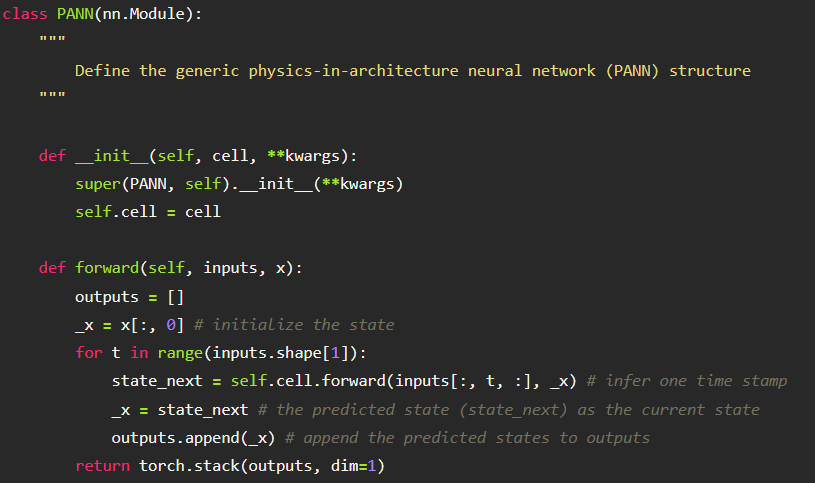 class PANN(nn.Module):
    """
        Define the generic physics-in-architecture neural network (PANN) structure
    """
    def __init__(self, cell, **kwargs):
        super(PANN, self).__init__(**kwargs)
        self.cell = cell
    def forward(self, inputs, x):
        outputs = []
        _x = x[:, 0] # initialize the state
        for t in range(inputs.shape[1]):
            state_next = self.cell.forward(inputs[:, t, :], _x) # infer one time stamp
            _x = state_next # the predicted state (state_next) as the current state
            outputs.append(_x) # append the predicted states to outputs
        return torch.stack(outputs, dim=1)